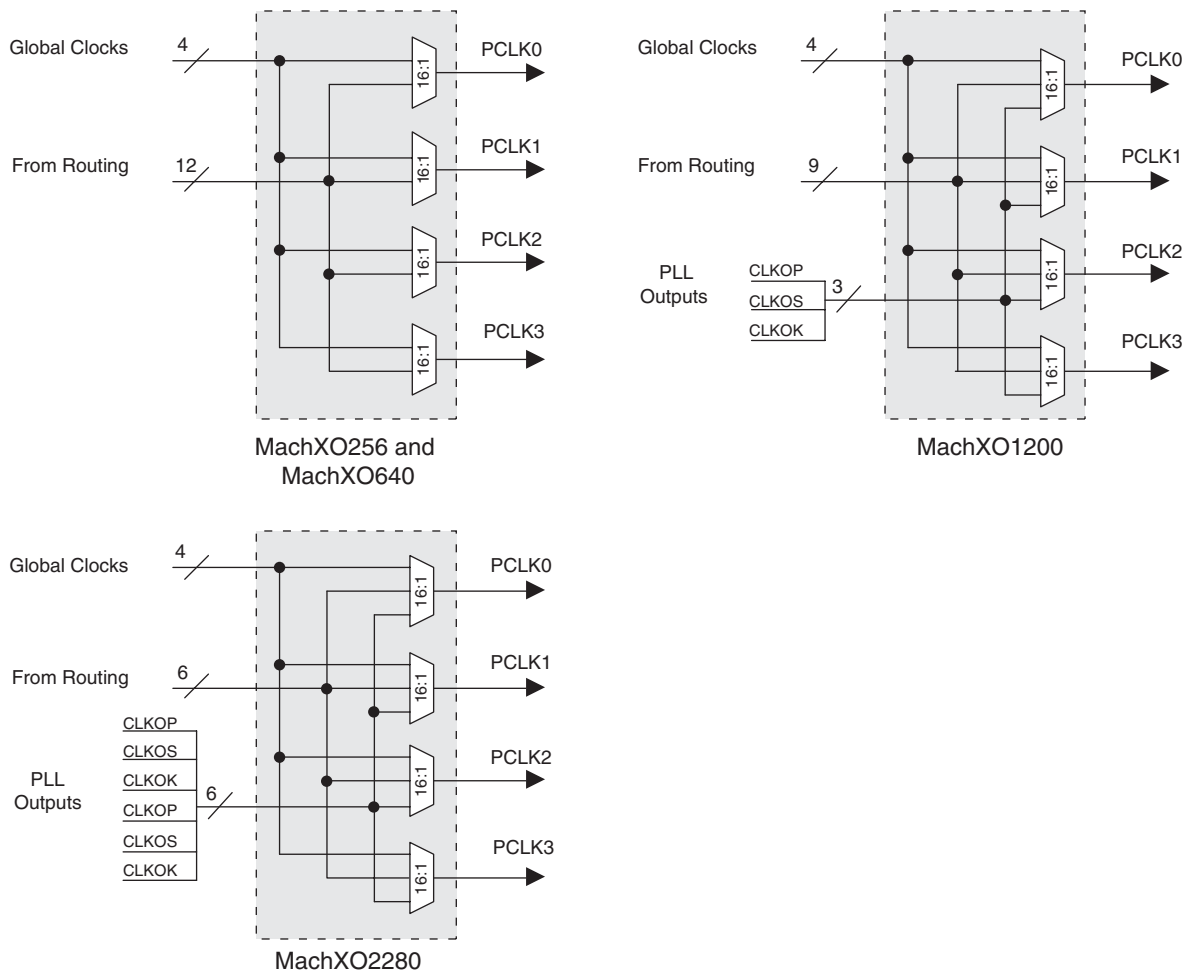 Global Clocks
4
PCLK0
16:1
From Routing
12
PCLK1
16:1
PCLK2
16:1
PCLK3
16:1
MachXO256 and
MachXO640
Global Clocks
4
PCLK0
16:1
From Routing
9
PCLK1
16:1
PLL
Outputs
CLKOP
CLKOS
CLKOK
3
PCLK2
16:1
PCLK3
16:1
MachXO1200
Global Clocks
4
PCLK0
16:1
From Routing
6
PCLK1
16:1
PLL
Outputs
CLKOP
CLKOS
CLKOK
CLKOP
CLKOS
CLKOK
6
PCLK2
16:1
PCLK3
16:1
MachXO2280